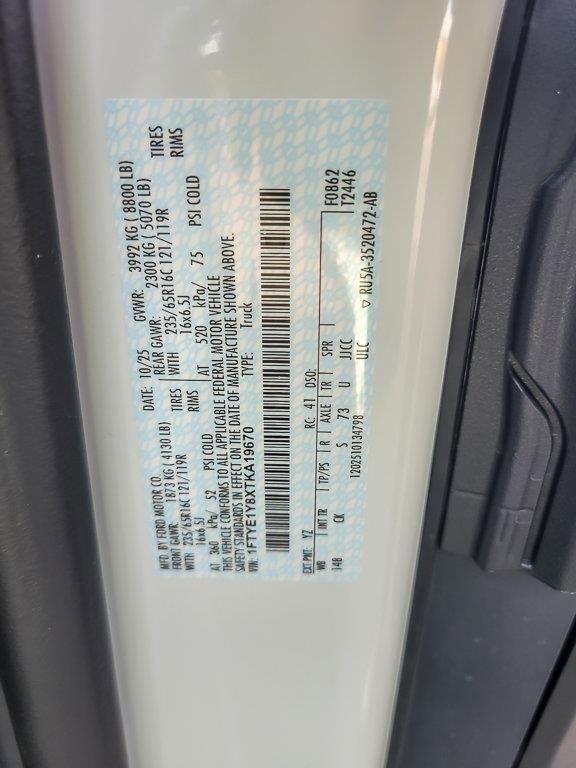 MFD. BY FORD MOTOR CO. DATE: 10/25 GVWR: 3992 KG ( 8800 LB)
FRONT GAWR: 1873 KG ( 4130 LB) REAR GAWR: 2300 KG ( 5070 LB)
WITH 235/65R16C 121/119R TIRES WITH 235/65R16C 121/119R TIRES
16x6.5J RIMS 16x6.5J RIMS
AT 360 kPa/ 52 PSI COLD AT 520 kPa/ 75 PSI COLD
THIS VEHICLE CONFORMS TO ALL APPLICABLE FEDERAL MOTOR VEHICLE
SAFETY STANDARDS IN EFFECT ON THE DATE OF MANUFACTURE SHOWN ABOVE.
VIN: 1FTYE1Y8XTKA19670 TYPE: Truck
EXT PNT: YZ RC: 41 DSO: F0862
WB INT TR TP/PS R AXLE TR SPR T2446
148 CK S 73 U JJCC
ULC
1202510134798 ▽ RU5A-3520472-AB